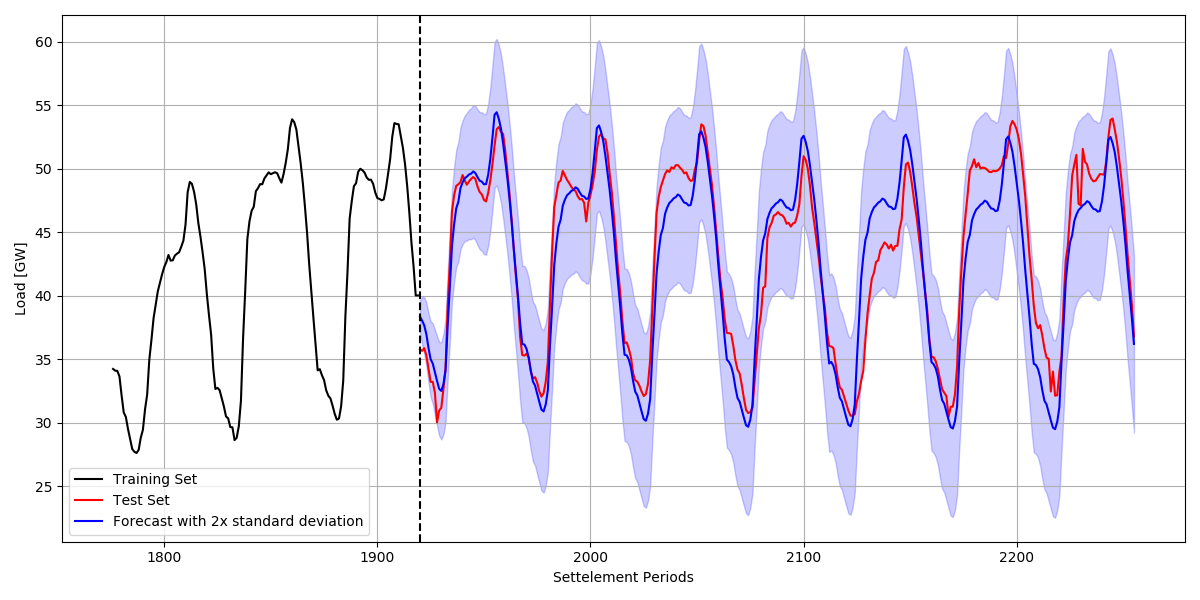 60
55
50
45
40
35
30
25
Load [GW]
Training Set
Test Set
Forecast with 2x standard deviation
1800 1900 2000 2100 2200
Settelement Periods